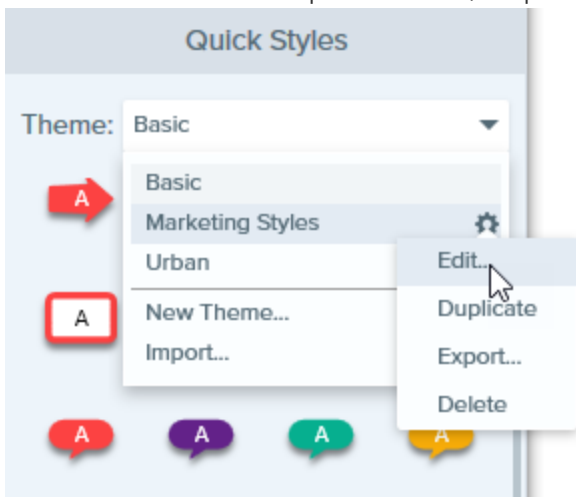 Quick Styles
Theme: Basic
A
Basic
Marketing Styles
Urban
Edit...
A
New Theme...
Duplicate
Import...
Export...
Delete
A A A A